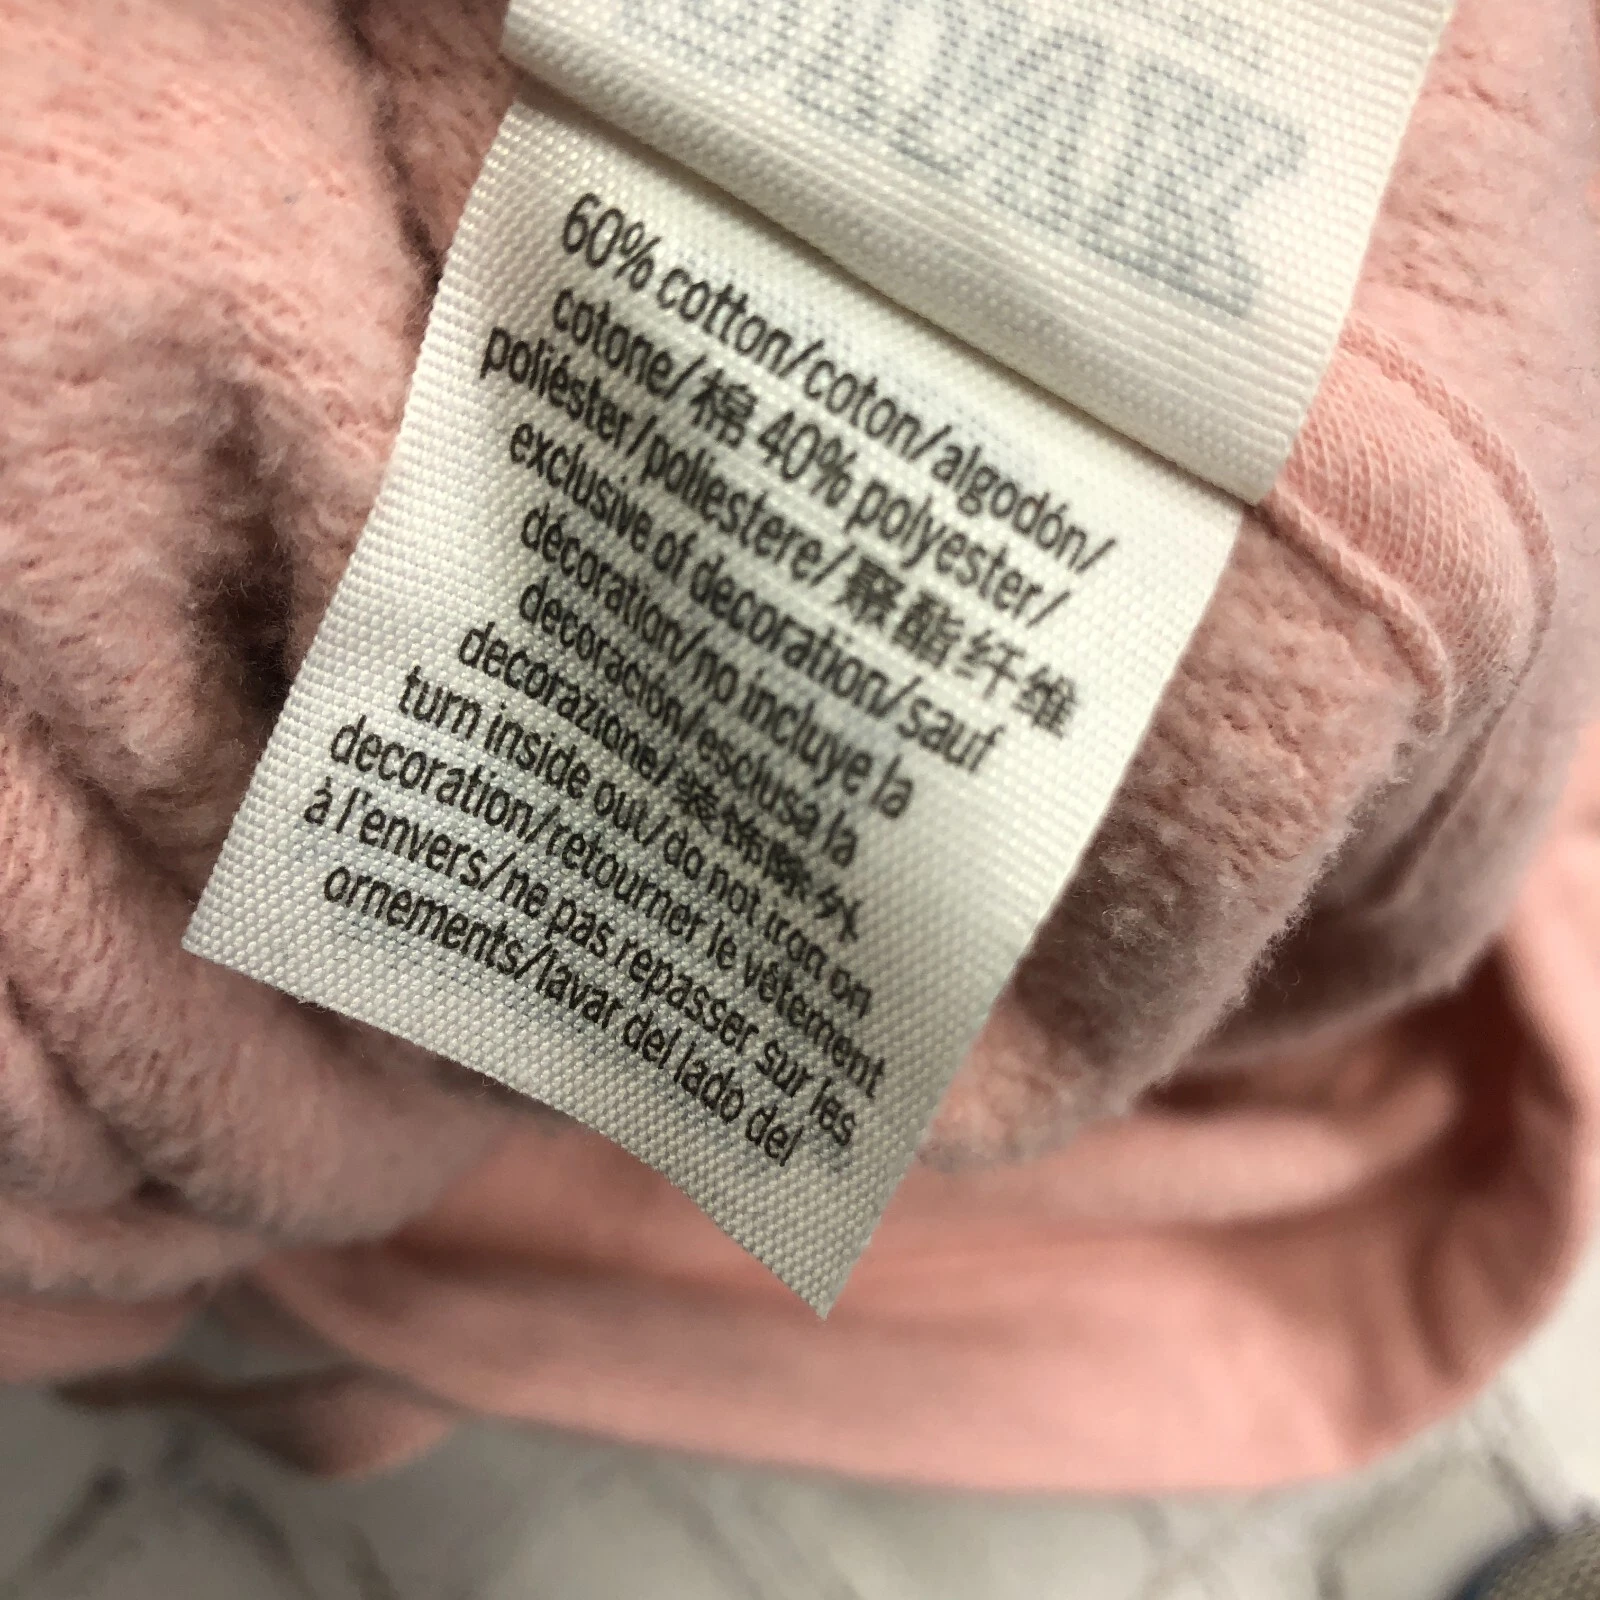 60% cotton/coton/algodón/
cotone/棉 40% polyester/
poliéster/poliestere/聚酯纤维
exclusive of decoration/sauf
décoration/no incluye la
decoración/esclusa la
decorazione/装饰除外
turn inside out/do not iron on
decoration/retourner le vêtement
à l'envers/ne pas repasser sur les
ornements/lavar del lado del